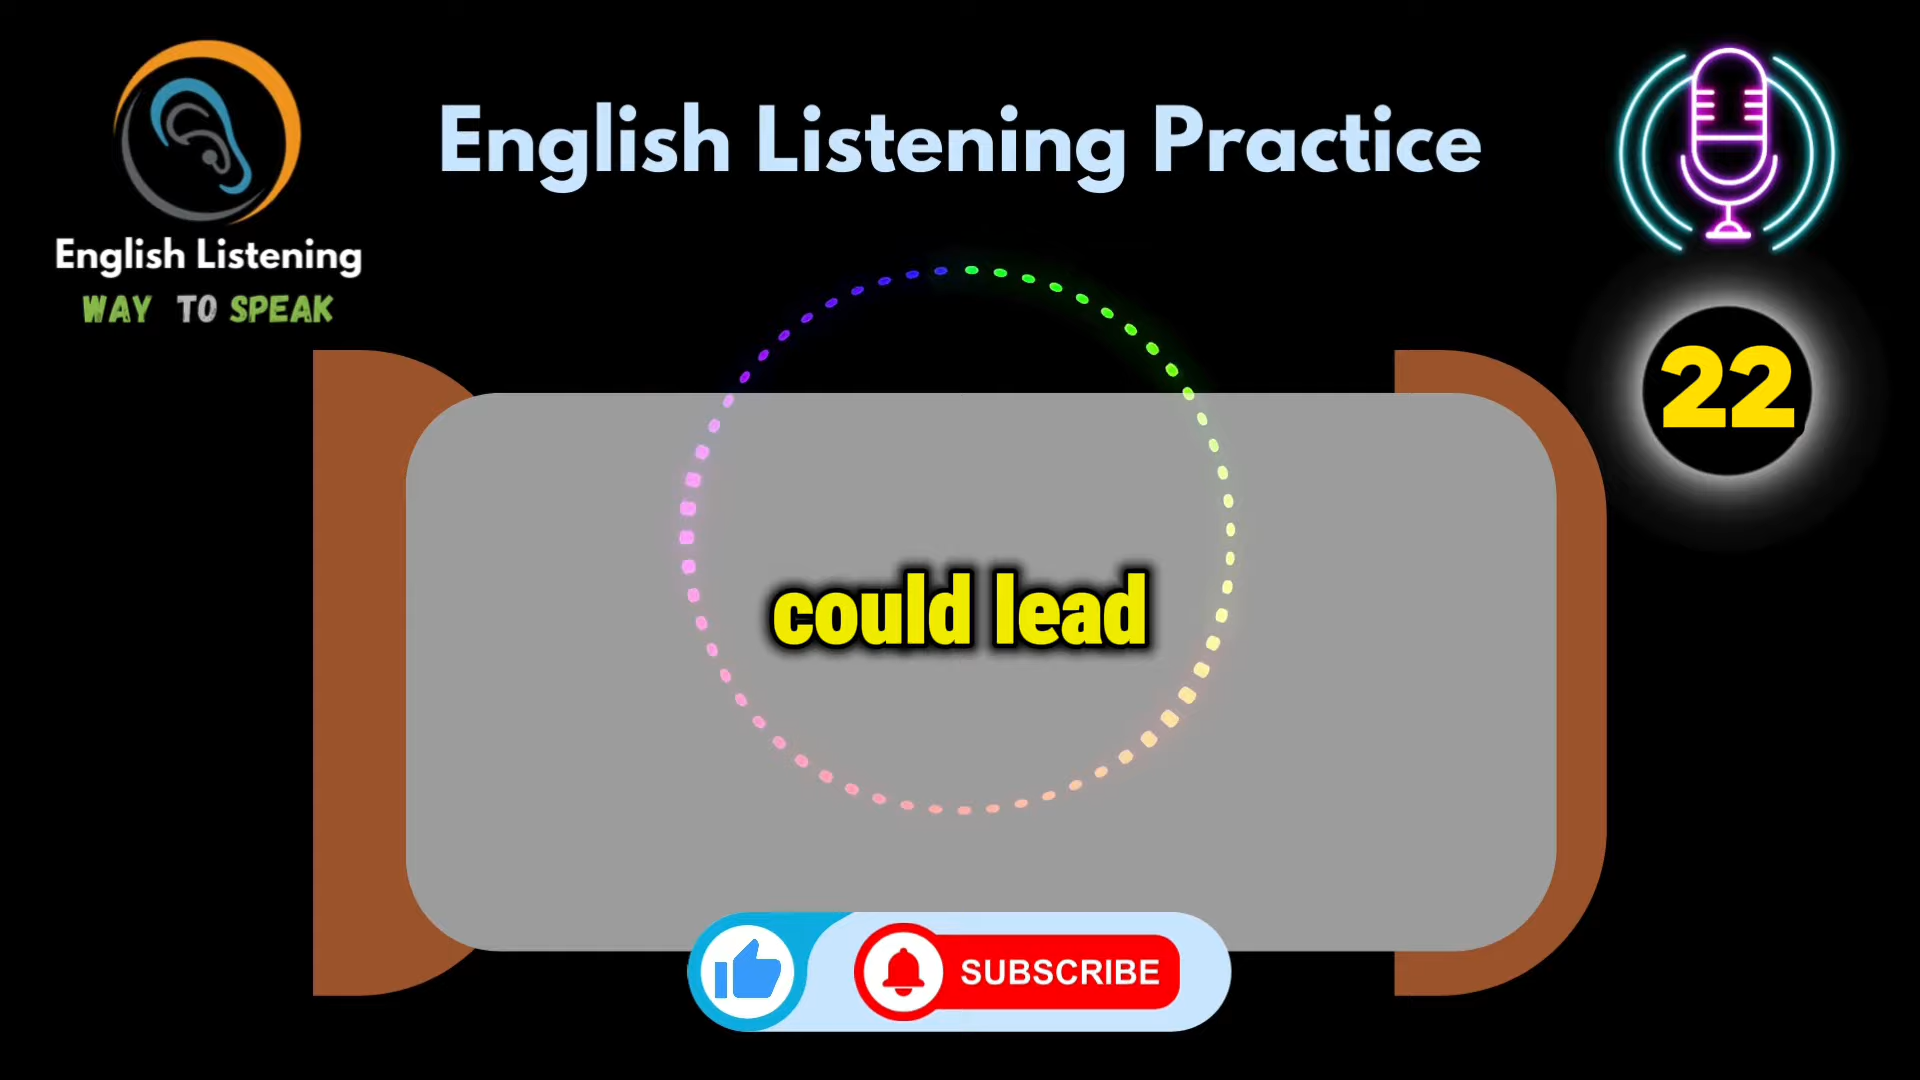 English Listening Practice
English Listening
WAY TO SPEAK
22
could lead
SUBSCRIBE